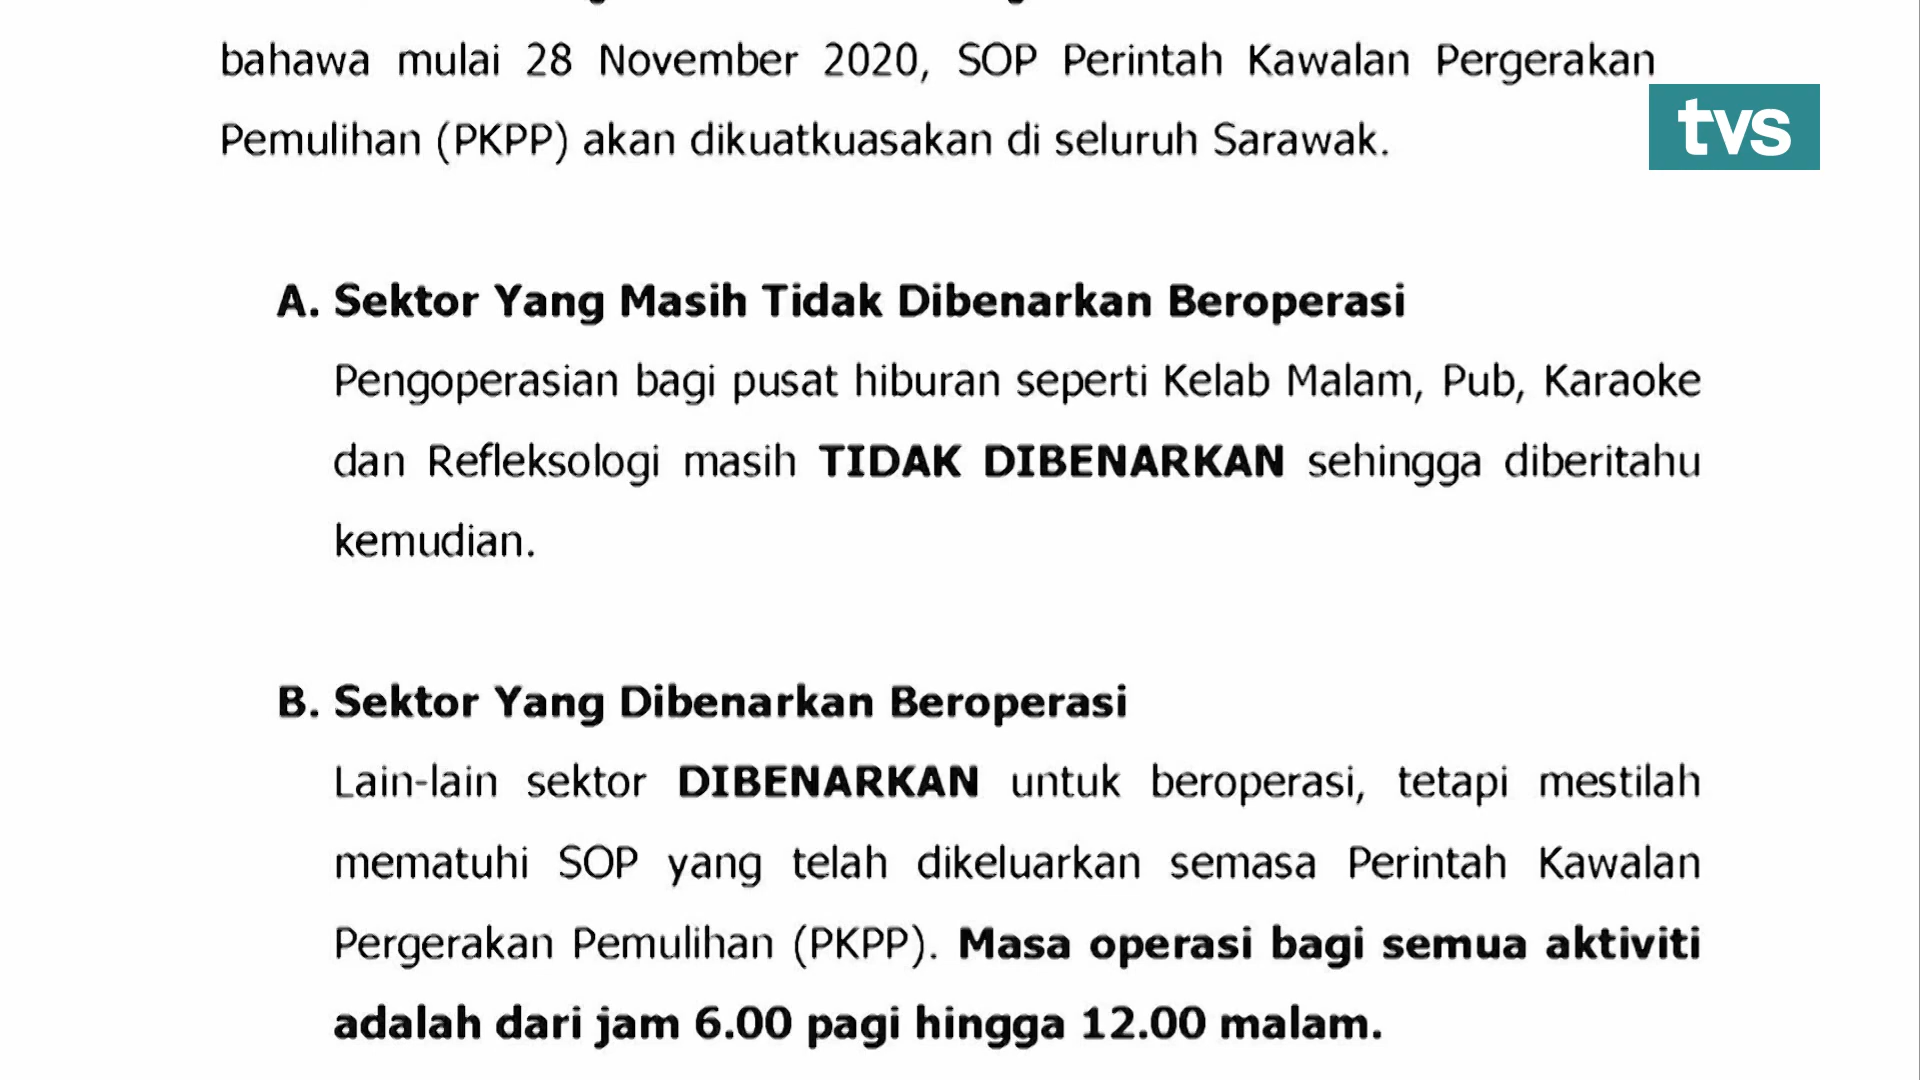 bahawa mulai 28 November 2020, SOP Perintah Kawalan Pergerakan
Pemulihan (PKPP) akan dikuatkuasakan di seluruh Sarawak.
tvs
A. Sektor Yang Masih Tidak Dibenarkan Beroperasi
Pengoperasian bagi pusat hiburan seperti Kelab Malam, Pub, Karaoke
dan Refleksologi masih TIDAK DIBENARKAN sehingga diberitahu
kemudian.
B. Sektor Yang Dibenarkan Beroperasi
Lain-lain sektor DIBENARKAN untuk beroperasi, tetapi mestilah
mematuhi SOP yang telah dikeluarkan semasa Perintah Kawalan
Pergerakan Pemulihan (PKPP). Masa operasi bagi semua aktiviti
adalah dari jam 6.00 pagi hingga 12.00 malam.